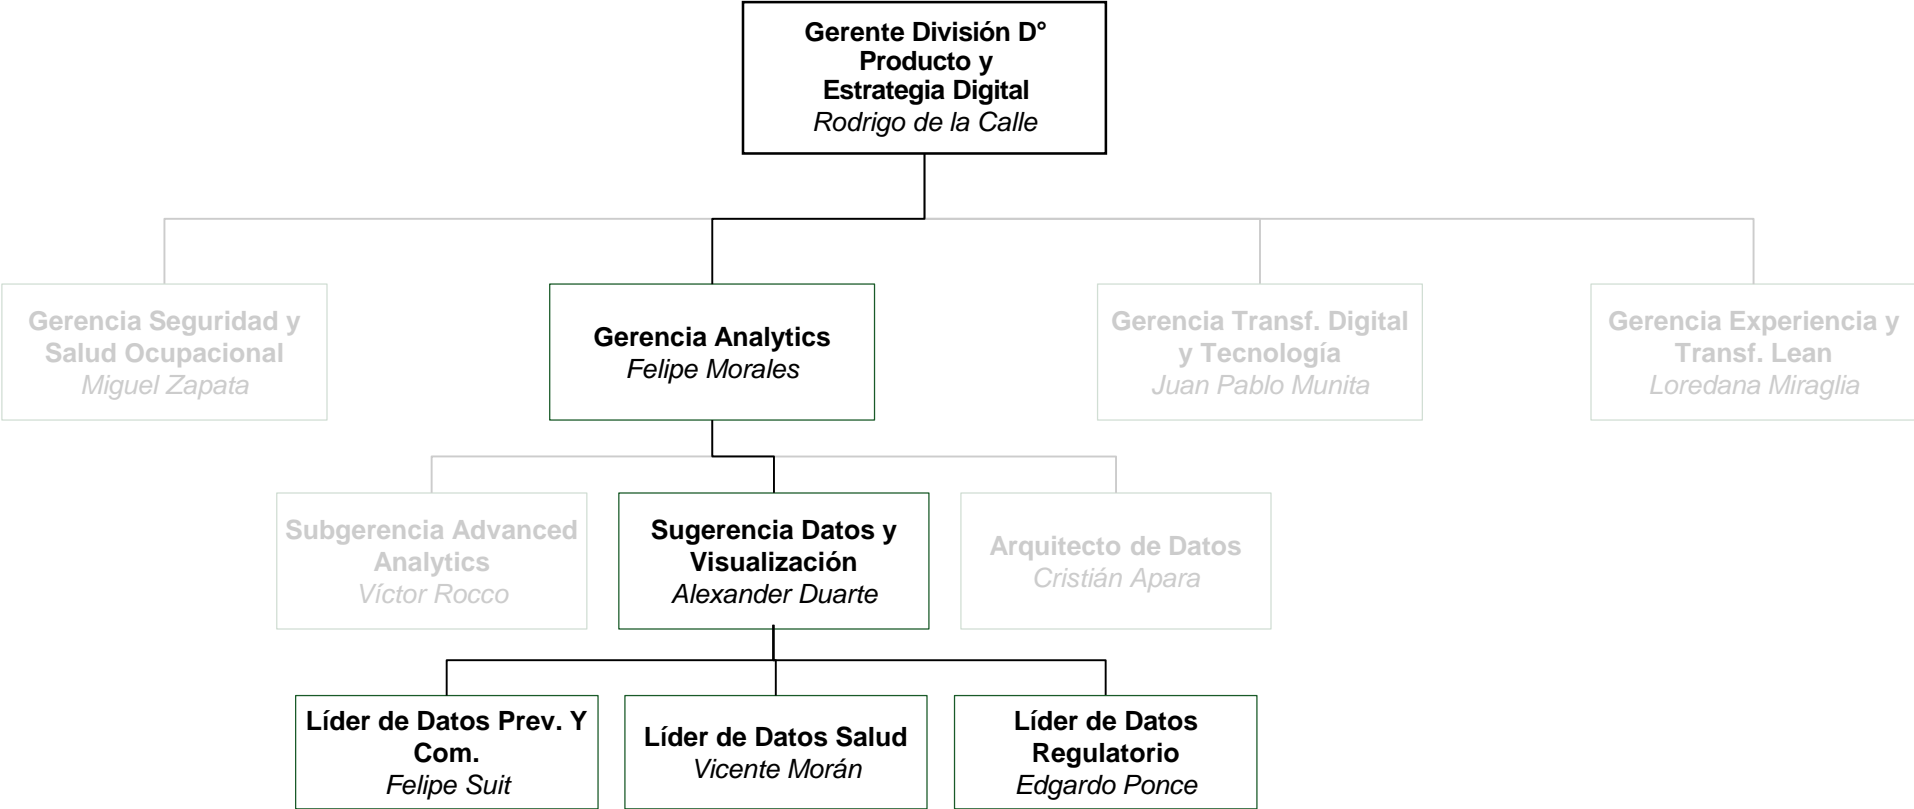 Gerente División D°
Producto y
Estrategia Digital
Rodrigo de la Calle
Gerencia Seguridad y
Salud Ocupacional
Miguel Zapata
Gerencia Analytics
Felipe Morales
Gerencia Transf. Digital
y Tecnología
Juan Pablo Munita
Gerencia Experiencia y
Transf. Lean
Loredana Miraglia
Subgerencia Advanced
Analytics
Víctor Rocco
Sugerencia Datos y
Visualización
Alexander Duarte
Arquitecto de Datos
Cristián Apara
Líder de Datos Prev. Y
Com.
Felipe Suit
Líder de Datos Salud
Vicente Morán
Líder de Datos
Regulatorio
Edgardo Ponce